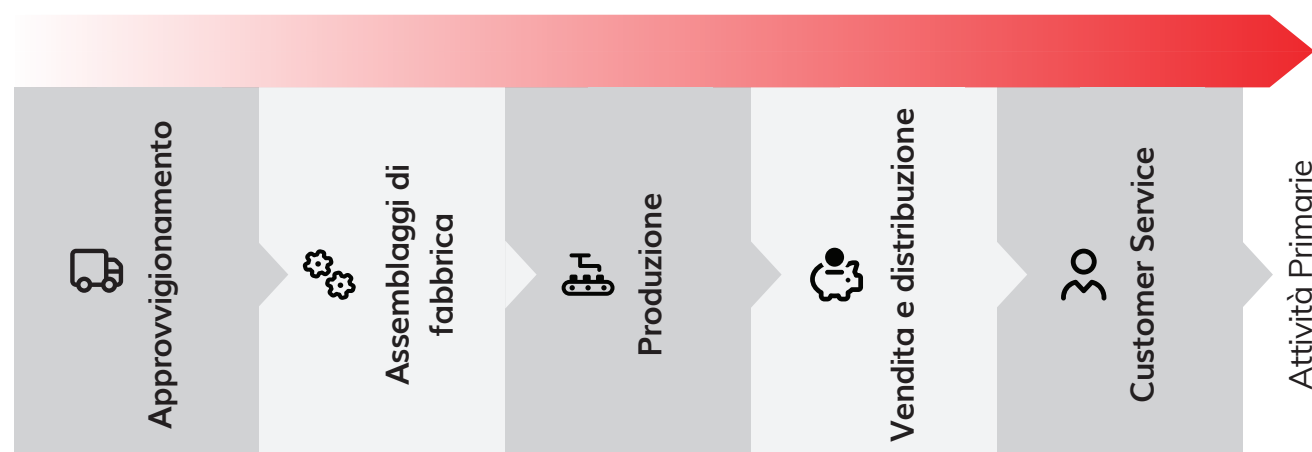 Approvvigionamento
Assemblaggi di
fabbrica
Produzione
Vendita e distribuzione
Customer Service
Attività Primarie